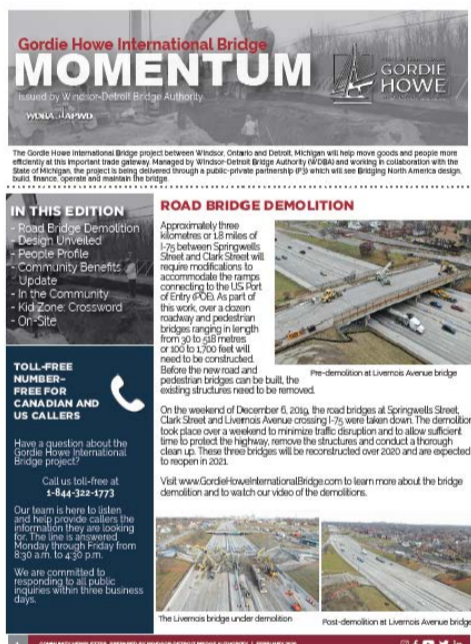 Gordie Howe International Bridge
MOMENTUM
Issued by Windsor-Detroit Bridge Authority
WDBA APWD
GORDIE
HOWE
The Gordie Howe International Bridge project between Windsor, Ontario and Detroit, Michigan will help move goods and people more
efficiently at this important trade gateway. Managed by Windsor-Detroit Bridge Authority (WDBA) and working in collaboration with the
State of Michigan, the project is being delivered through a public-private partnership (P3) which will see Bridging North America design,
build, finance, operate and maintain the bridge.
IN THIS EDITION
- Road Bridge Demolition
- Design Unveiled
- People Profile
- Community Benefits
Update
- In the Community
- Kid Zone: Crossword
- On-Site
TOLL-FREE
NUMBER–
FREE FOR
CANADIAN AND
US CALLERS
Have a question about the
Gordie Howe International
Bridge project?
Call us toll-free at
1-844-322-1773
Our team is here to listen
and help provide callers the
information they are looking
for. The line is answered
Monday through Friday from
8:30 a.m. to 4:30 p.m.
We are committed to
responding to all public
inquiries within three business
days.
ROAD BRIDGE DEMOLITION
Approximately three
kilometres or 1.8 miles of
I-75 between Springwells
Street and Clark Street will
require modifications to
accommodate the ramps
connecting to the US Port
of Entry (POE). As part of
this work, over a dozen
roadway and pedestrian
bridges ranging in length
from 30 to 518 metres
or 100 to 1,700 feet will
need to be constructed.
Before the new road and
pedestrian bridges can be built, the
existing structures need to be removed.
Pre-demolition at Livernois Avenue bridge
On the weekend of December 6, 2019, the road bridges at Springwells Street,
Clark Street and Livernois Avenue crossing I-75 were taken down. The demolition
took place over a weekend to minimize traffic disruption and to allow sufficient
time to protect the highway, remove the structures and conduct a thorough
clean up. These three bridges will be reconstructed over 2020 and are expected
to reopen in 2021.
Visit www.GordieHoweInternationalBridge.com to learn more about the bridge
demolition and to watch our video of the demolitions.
The Livernois bridge under demolition
Post-demolition at Livernois Avenue bridge
COMMUNITY NEWSLETTER, PREPARED BY WINDSOR-DETROIT BRIDGE AUTHORITY | FEBRUARY 2020